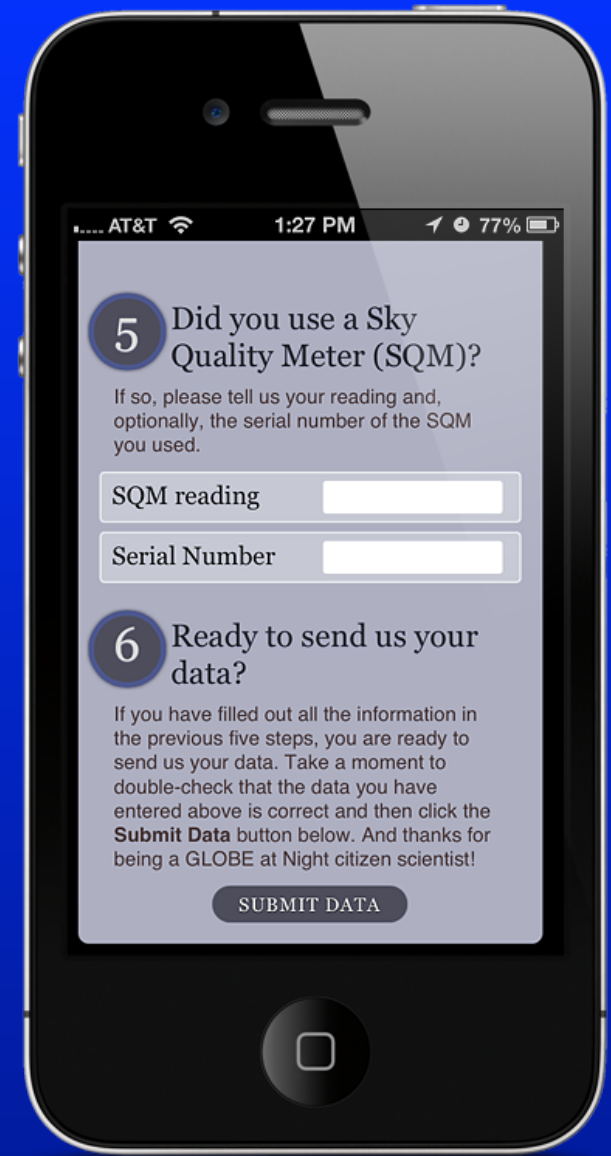 AT&T 1:27 PM 77%
5 Did you use a Sky
Quality Meter (SQM)?
If so, please tell us your reading and,
optionally, the serial number of the SQM
you used.
SQM reading
Serial Number
6 Ready to send us your
data?
If you have filled out all the information in
the previous five steps, you are ready to
send us your data. Take a moment to
double-check that the data you have
entered above is correct and then click the
Submit Data button below. And thanks for
being a GLOBE at Night citizen scientist!
SUBMIT DATA